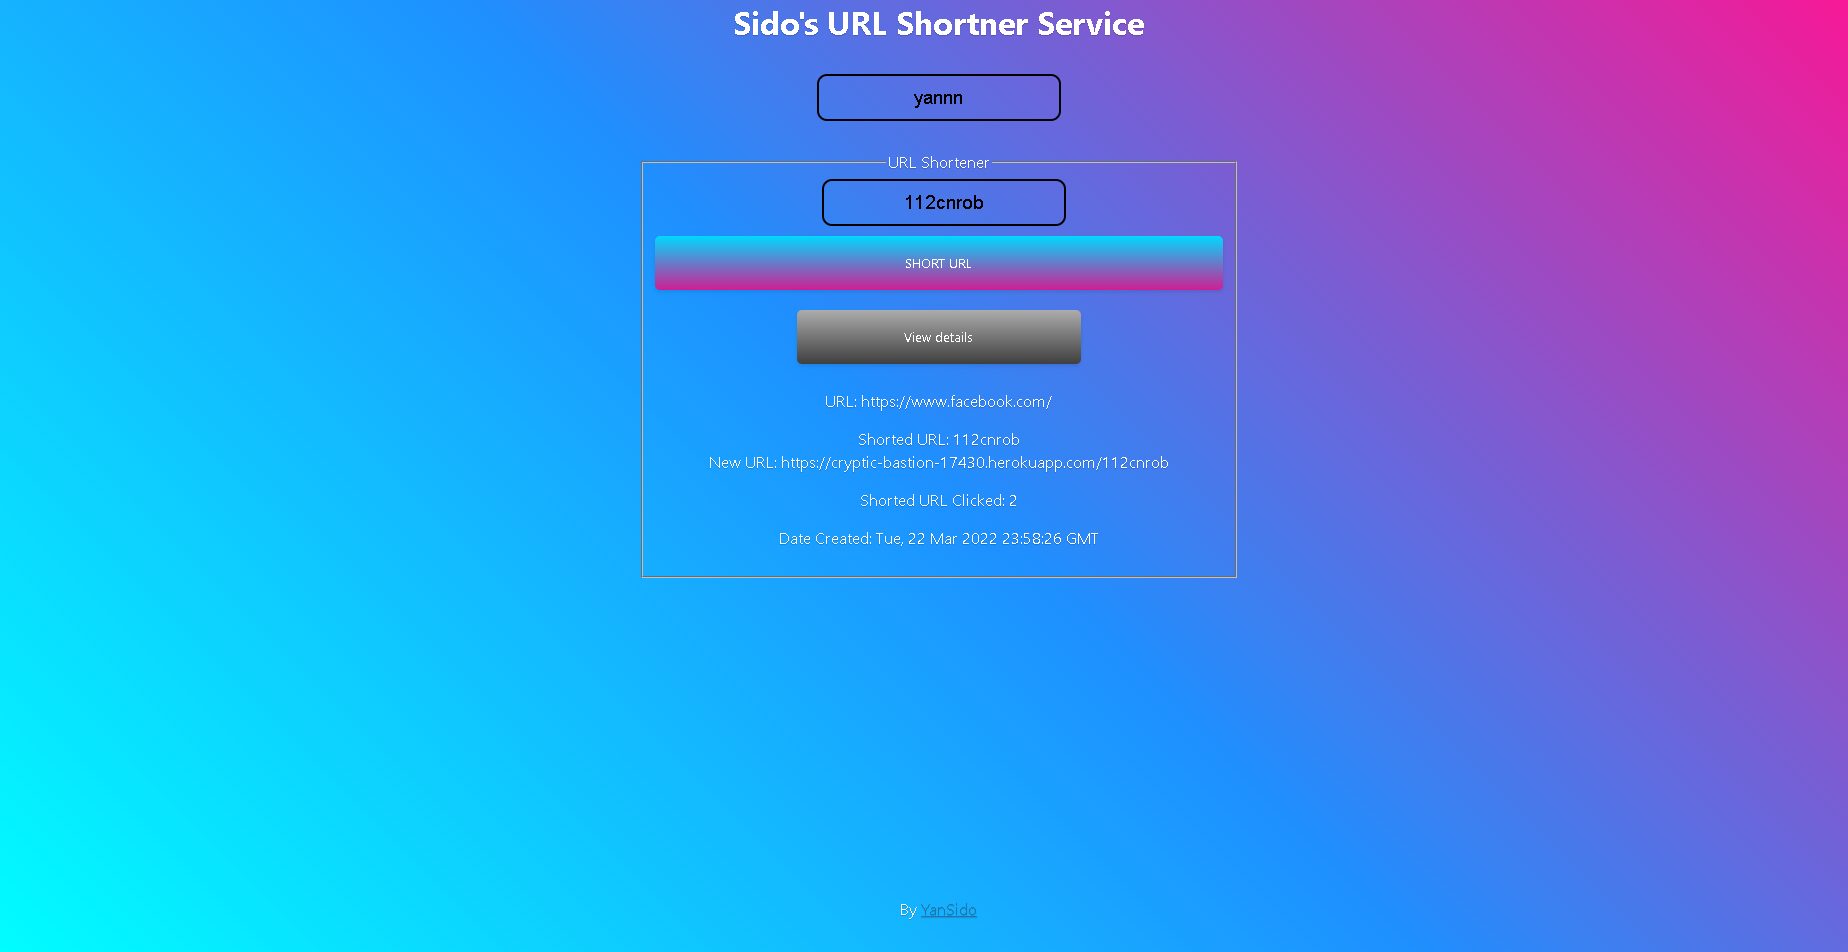 Sido's URL Shortner Service
yannn
URL Shortener
112cnrob
SHORT URL
View details
URL: https://www.facebook.com/
Shorted URL: 112cnrob
New URL: https://cryptic-bastion-17430.herokuapp.com/112cnrob
Shorted URL Clicked: 2
Date Created: Tue, 22 Mar 2022 23:58:26 GMT
By YanSido